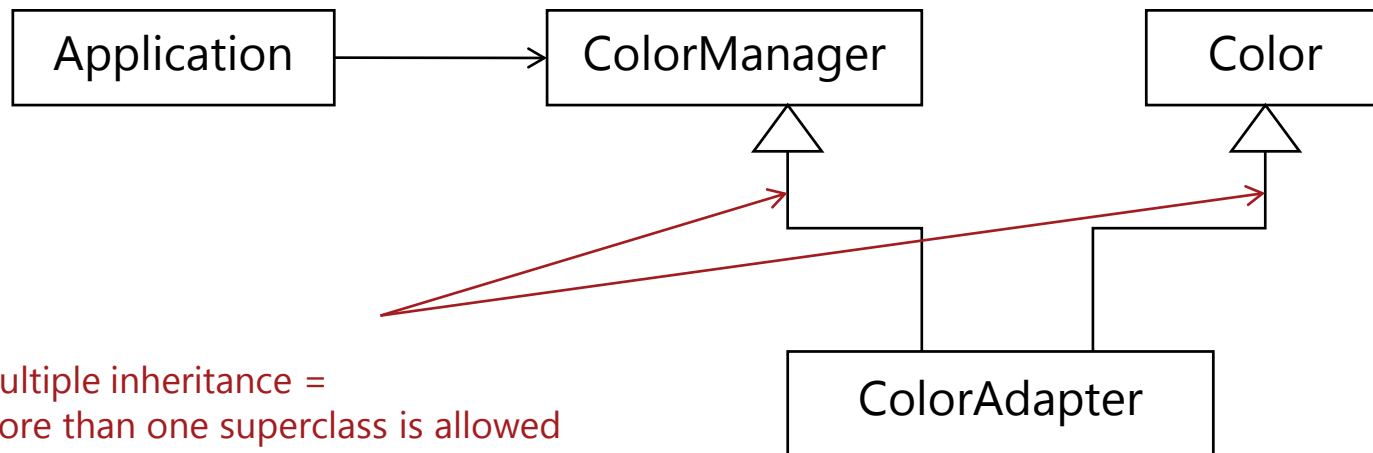 Application
ColorManager
Color
ultiple inheritance =
ore than one superclass is allowed
ColorAdapter